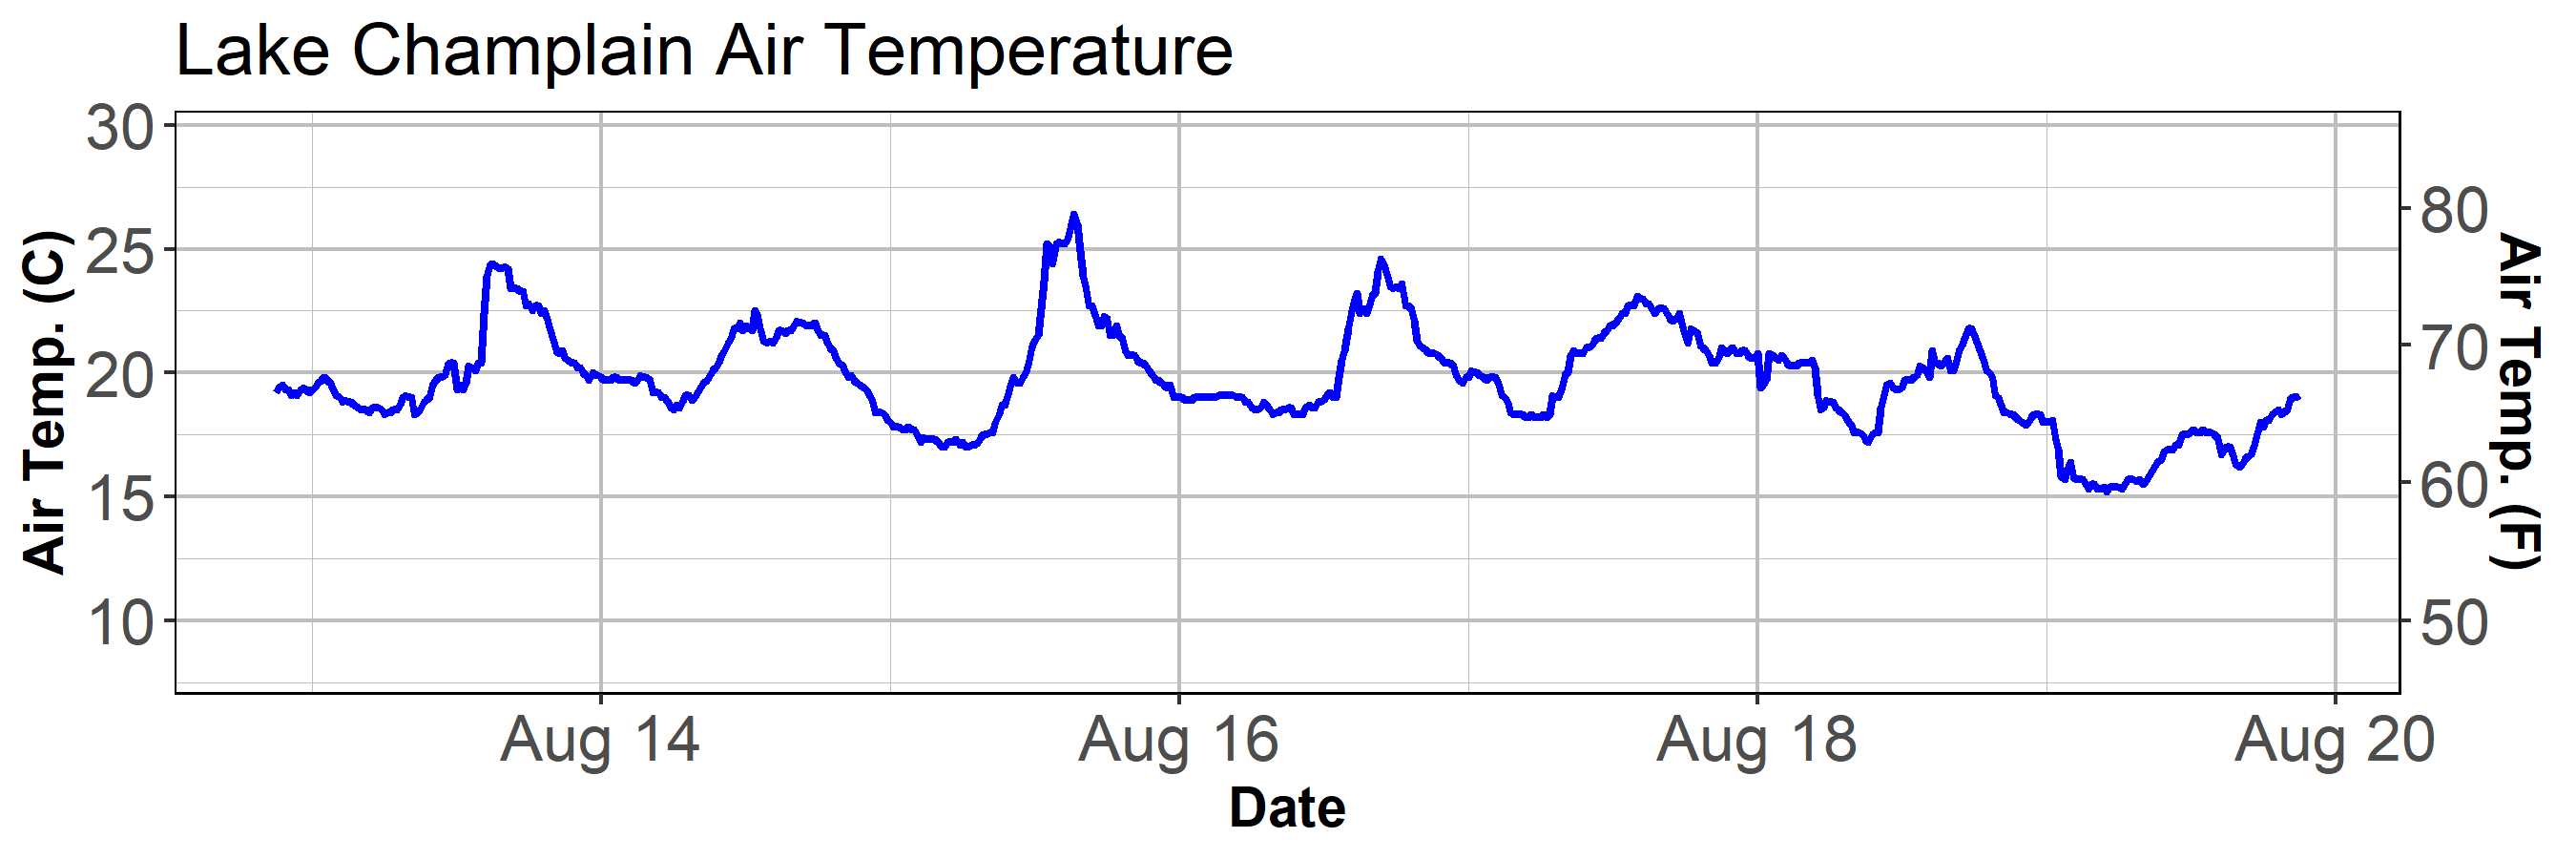 Lake Champlain Air Temperature
30
25
20
15
10
Air Temp. (C)
80
70
60
50
Air Temp. (F)
Aug 14
Aug 16
Aug 18
Aug 20
Date